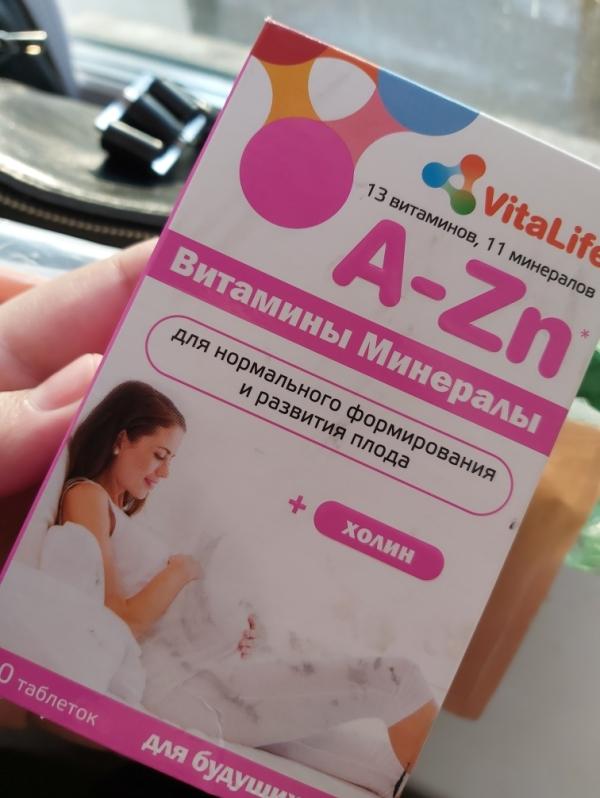 VitaLife
13 витаминов, 11 минералов
A-Zn*
Витамины Минералы
для нормального формирования
и развития плода
+ холин
таблеток
для будущих